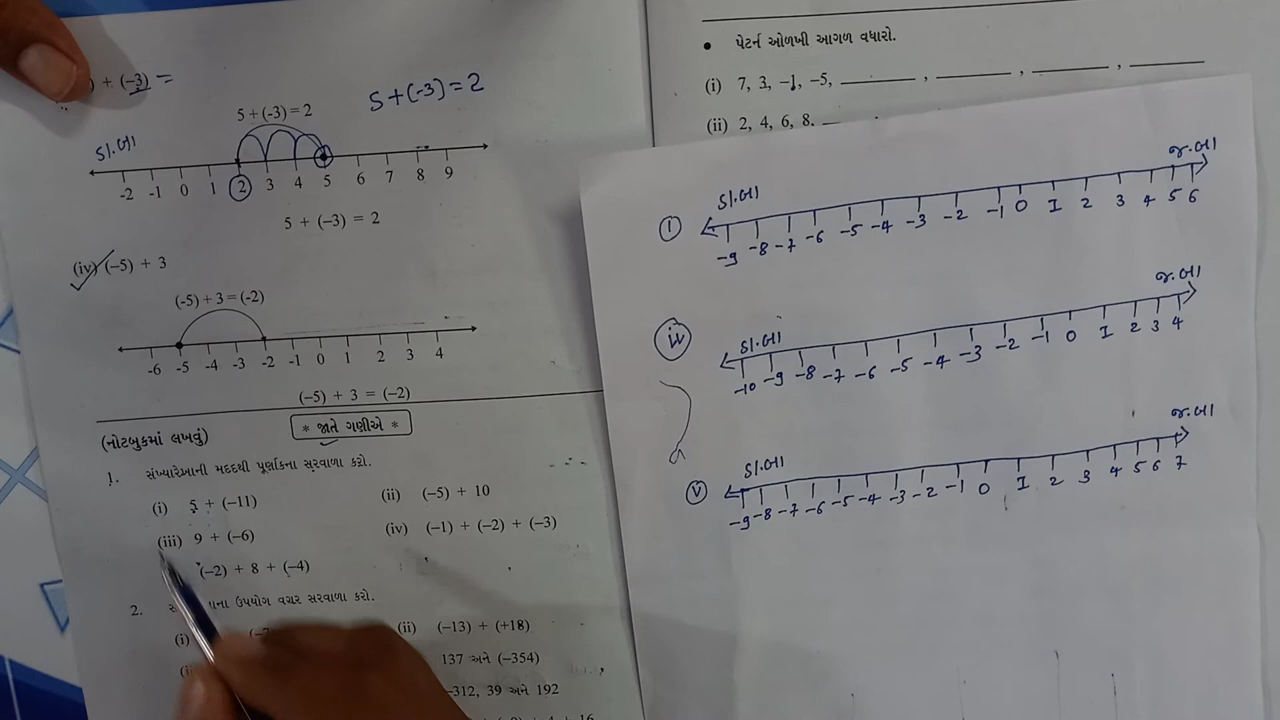 ) + (–3) =
5 + (-3) = 2
5 + (-3) = 2
ડા.બા
-2 -1 0 1 2 3 4 5 6 7 8 9
5 + (–3) = 2
(iv) (–5) + 3
(-5) + 3 = (-2)
-6 -5 -4 -3 -2 -1 0 1 2 3 4
(–5) + 3 = (–2)
(નોટબુકમાં લખવું)
* જાતે ગણીએ *
1. સંખ્યારેખાની મદદથી પૂર્ણાંકના સરવાળા કરો.
(i) 5 + (–11) (ii) (–5) + 10
(iii) 9 + (–6) (iv) (–1) + (–2) + (–3)
(–2) + 8 + (–4)
2. ના ઉપયોગ વગર સરવાળા કરો.
(i) (ii) (–13) + (+18)
137 અને (–354)
–312, 39 અને 192
• પેટર્ન ઓળખી આગળ વધારો.
(i) 7, 3, –1, –5, ________ , ________ , ________ , ________
(ii) 2, 4, 6, 8.
① ડા.બા જ.બા
-9 -8 -7 -6 -5 -4 -3 -2 -1 0 1 2 3 4 5 6
iv ડા.બા જ.બા
-10 -9 -8 -7 -6 -5 -4 -3 -2 -1 0 1 2 3 4
v ડા.બા જ.બા
-9 -8 -7 -6 -5 -4 -3 -2 -1 0 1 2 3 4 5 6 7